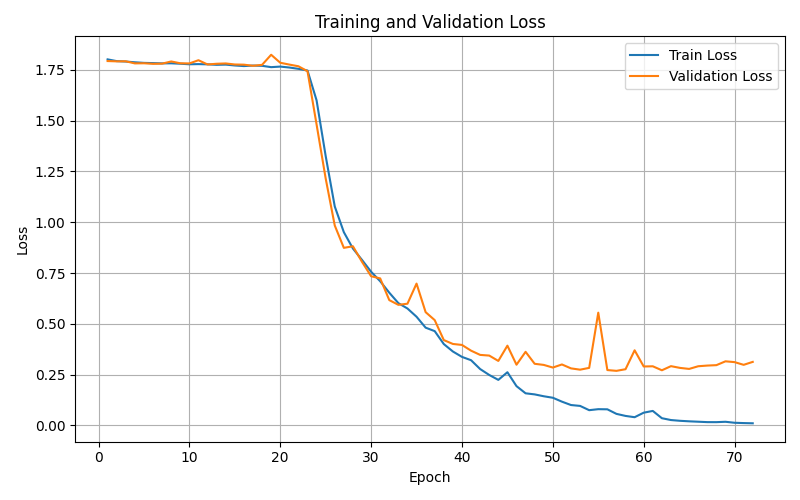 Training and Validation Loss
Train Loss
Validation Loss
Loss
1.75
1.50
1.25
1.00
0.75
0.50
0.25
0.00
0 10 20 30 40 50 60 70
Epoch